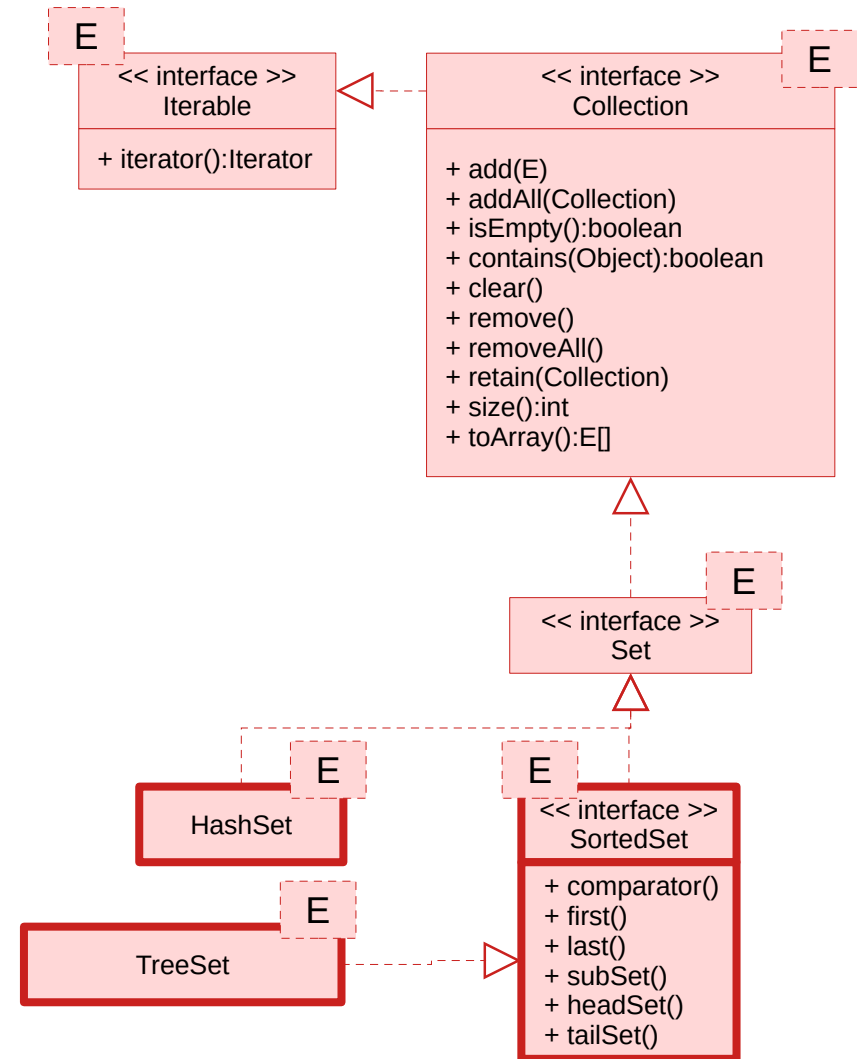 E
<< interface >>
Iterable
+ iterator():Iterator
E
<< interface >>
Collection
+ add(E)
+ addAll(Collection)
+ isEmpty():boolean
+ contains(Object):boolean
+ clear()
+ remove()
+ removeAll()
+ retain(Collection)
+ size():int
+ toArray():E[]
E
<< interface >>
Set
E
HashSet
E
<< interface >>
SortedSet
+ comparator()
+ first()
+ last()
+ subSet()
+ headSet()
+ tailSet()
E
TreeSet